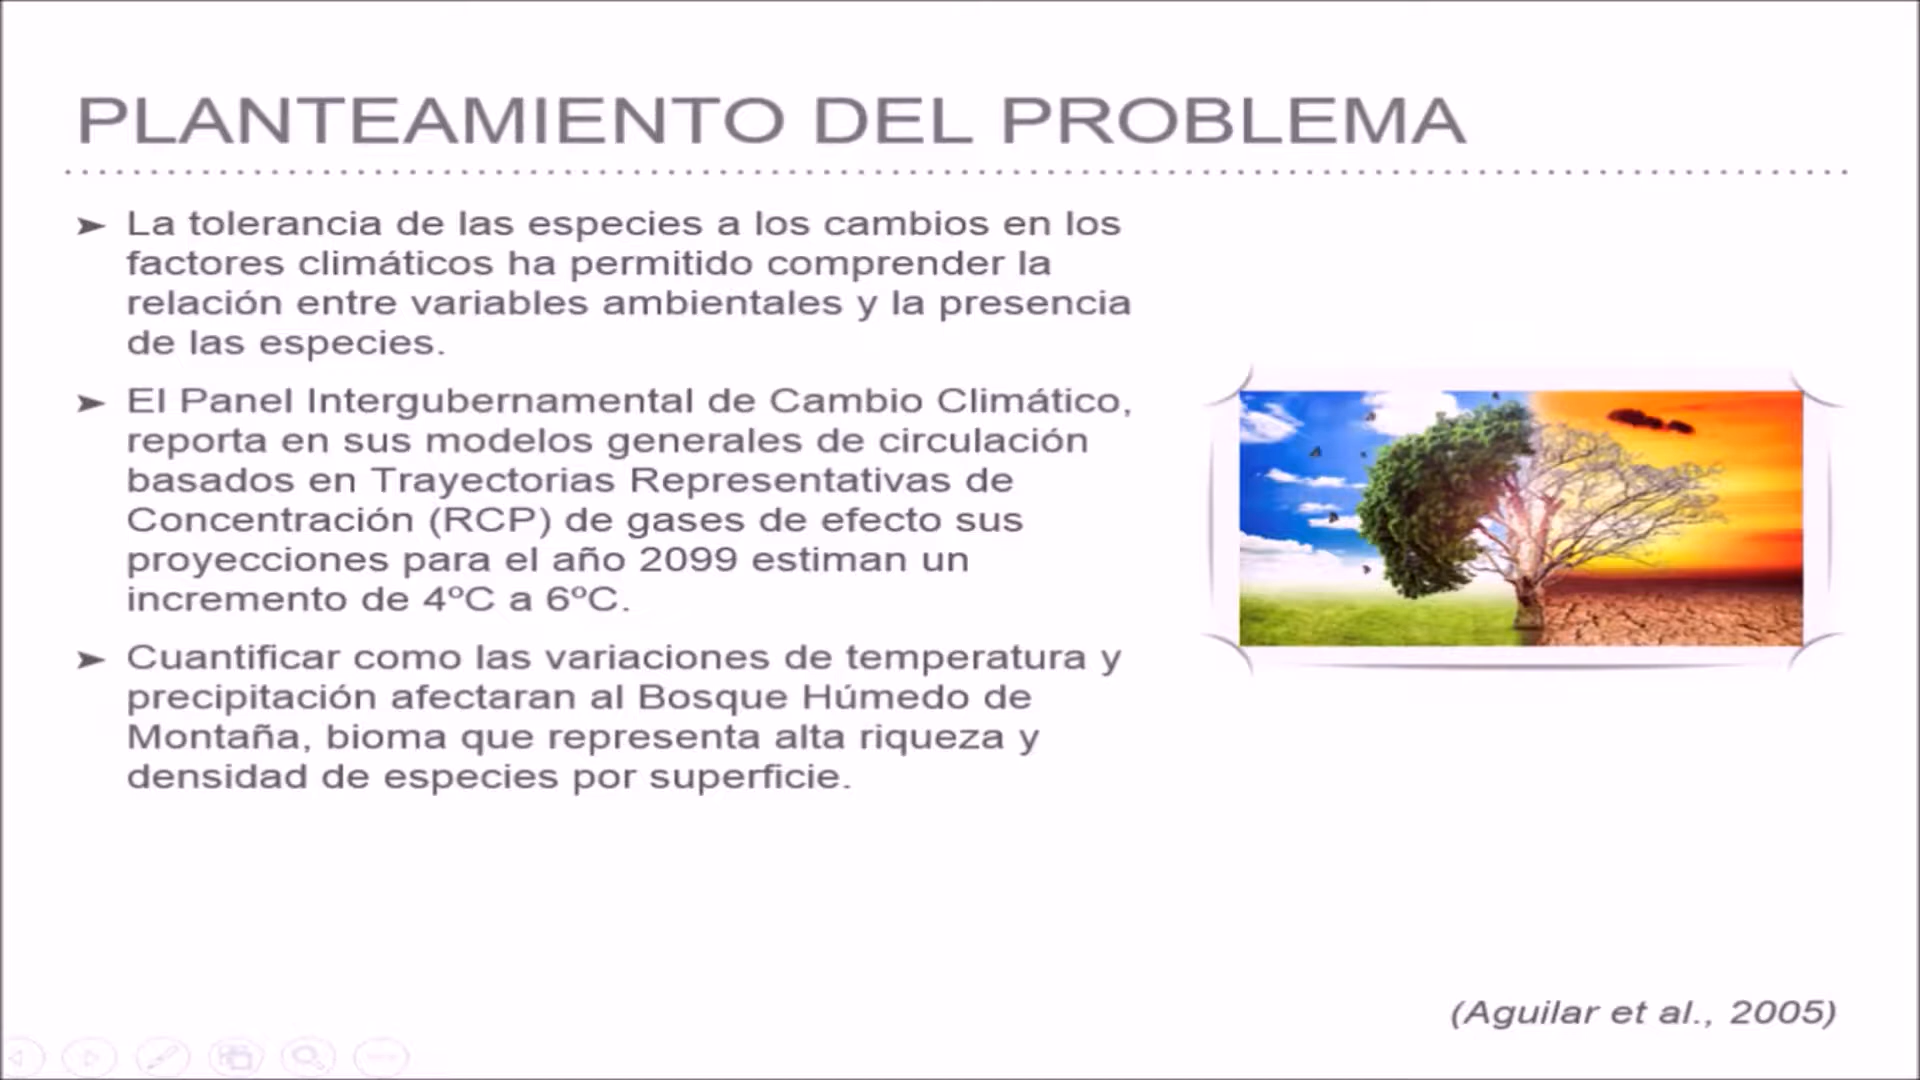 PLANTEAMIENTO DEL PROBLEMA
➤ La tolerancia de las especies a los cambios en los
factores climáticos ha permitido comprender la
relación entre variables ambientales y la presencia
de las especies.
➤ El Panel Intergubernamental de Cambio Climático,
reporta en sus modelos generales de circulación
basados en Trayectorias Representativas de
Concentración (RCP) de gases de efecto sus
proyecciones para el año 2099 estiman un
incremento de 4ºC a 6ºC.
➤ Cuantificar como las variaciones de temperatura y
precipitación afectaran al Bosque Húmedo de
Montaña, bioma que representa alta riqueza y
densidad de especies por superficie.
(Aguilar et al., 2005)